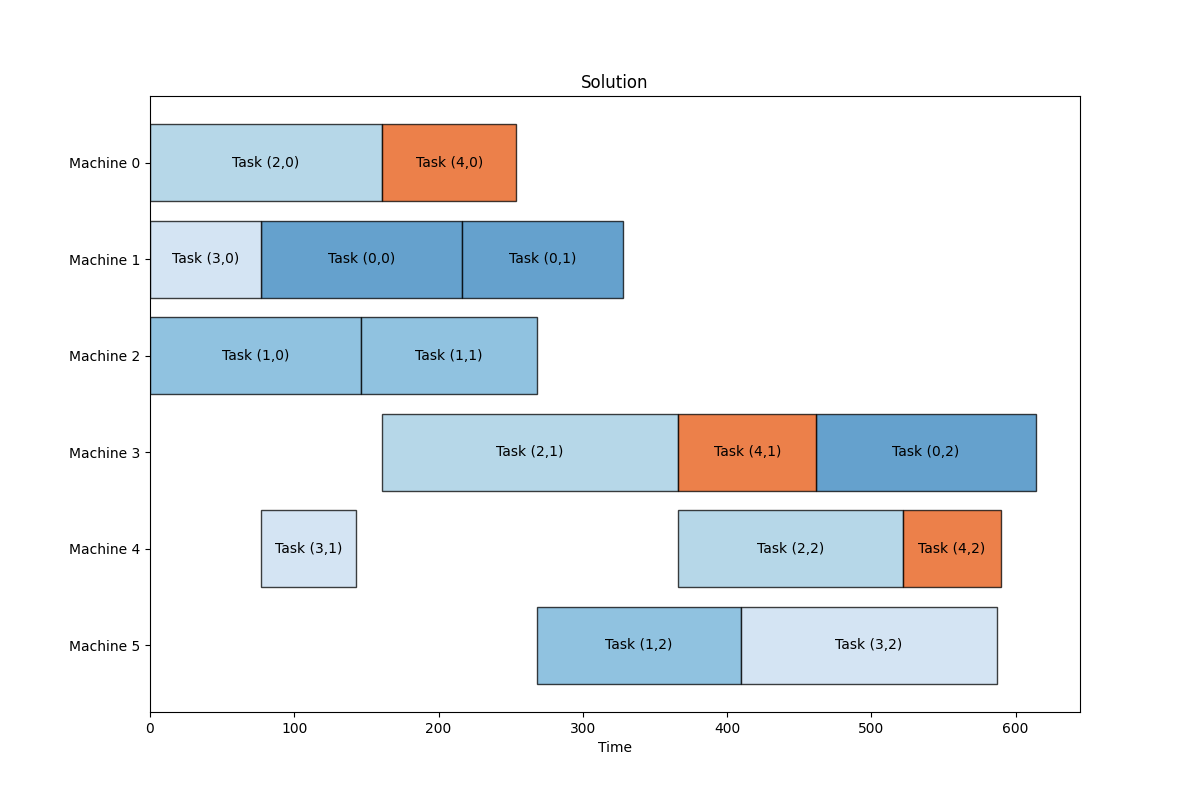 Solution
Machine 0
Task (2,0)
Task (4,0)
Machine 1
Task (3,0)
Task (0,0)
Task (0,1)
Machine 2
Task (1,0)
Task (1,1)
Machine 3
Task (2,1)
Task (4,1)
Task (0,2)
Machine 4
Task (3,1)
Task (2,2)
Task (4,2)
Machine 5
Task (1,2)
Task (3,2)
0 100 200 300 400 500 600
Time